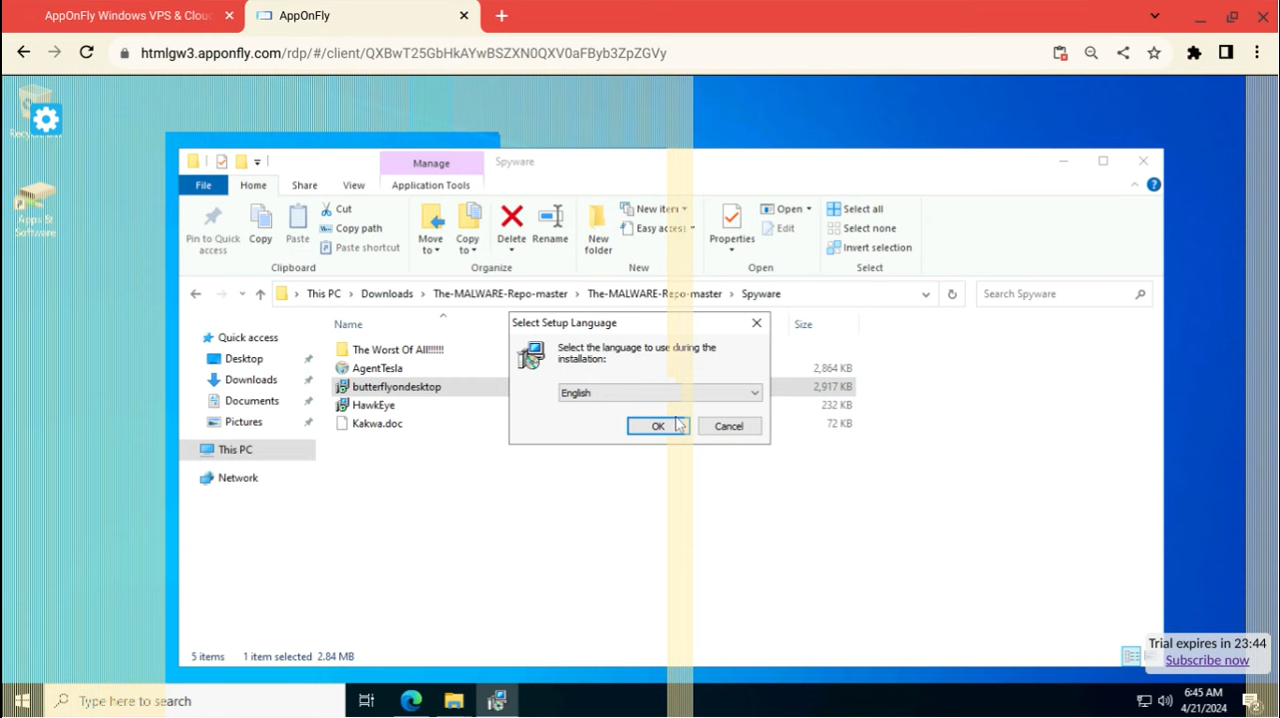 AppOnFly Windows VPS & Clou
AppOnFly
htmlgw3.apponfly.com/rdp/#/client/QXBwT25GbHkAYwBSZXN0QXV0aFByb3ZpZGVy
Manage
Spyware
File
Home
Share
View
Application Tools
Pin to Quick access
Copy
Paste
Cut
Copy path
Paste shortcut
Move to
Copy to
Delete
Rename
New folder
New item
Easy access
Properties
Open
Edit
Select all
Select none
Invert selection
Clipboard
Organize
New
Open
Select
This PC
Downloads
The-MALWARE-Repo-master
The-MALWARE-Repo-master
Spyware
Search Spyware
Quick access
Desktop
Downloads
Documents
Pictures
This PC
Network
Name
Size
The Worst Of All!!!!!!
AgentTesla
2,864 KB
butterflyondesktop
2,917 KB
HawkEye
232 KB
Kakwa.doc
72 KB
Select Setup Language
Select the language to use during the
installation:
English
OK
Cancel
5 items
1 item selected 2.84 MB
Trial expires in 23:44
Subscribe now
Type here to search
6:45 AM
4/21/2024